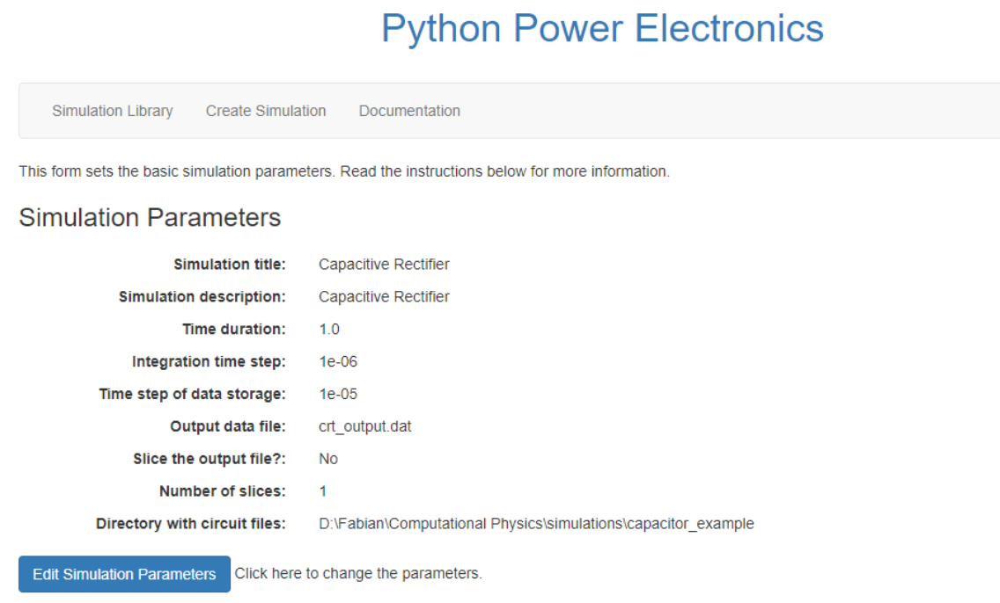 Python Power Electronics
Simulation Library Create Simulation Documentation
This form sets the basic simulation parameters. Read the instructions below for more information.
Simulation Parameters
Simulation title: Capacitive Rectifier
Simulation description: Capacitive Rectifier
Time duration: 1.0
Integration time step: 1e-06
Time step of data storage: 1e-05
Output data file: crt_output.dat
Slice the output file?: No
Number of slices: 1
Directory with circuit files: D:\Fabian\Computational Physics\simulations\capacitor_example
Edit Simulation Parameters Click here to change the parameters.